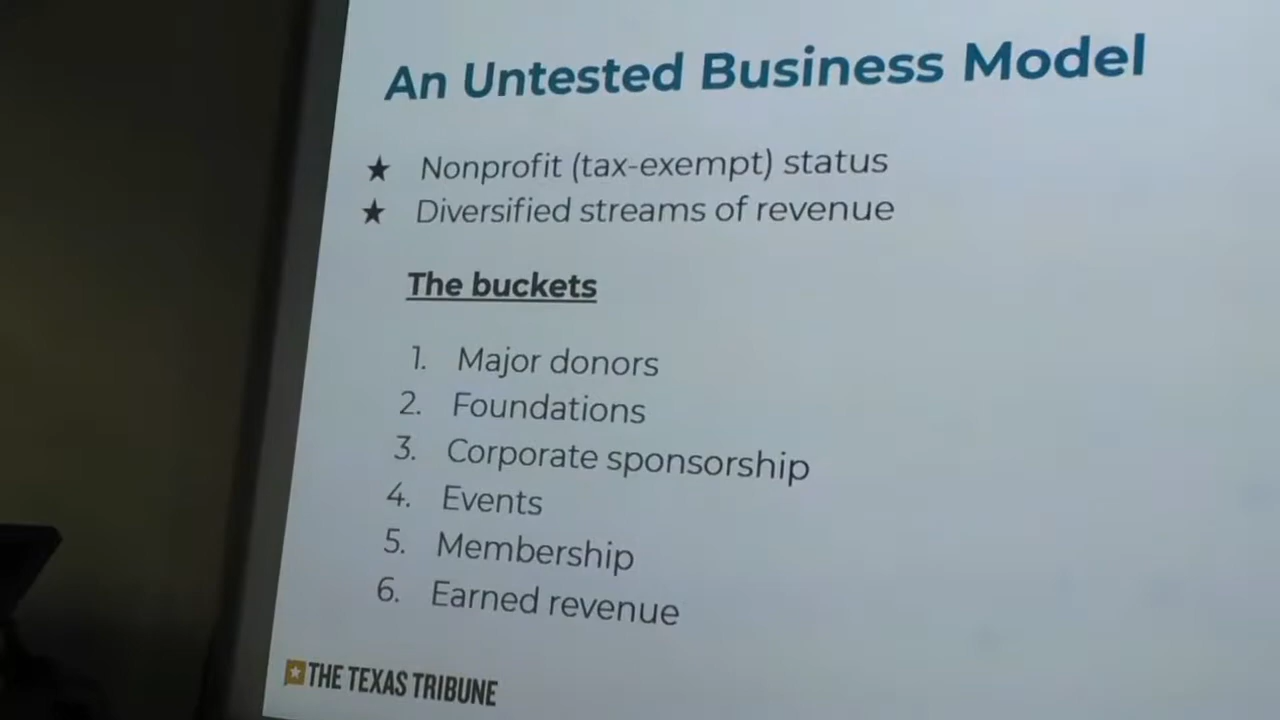 An Untested Business Model
★ Nonprofit (tax-exempt) status
★ Diversified streams of revenue
The buckets
1. Major donors
2. Foundations
3. Corporate sponsorship
4. Events
5. Membership
6. Earned revenue
THE TEXAS TRIBUNE